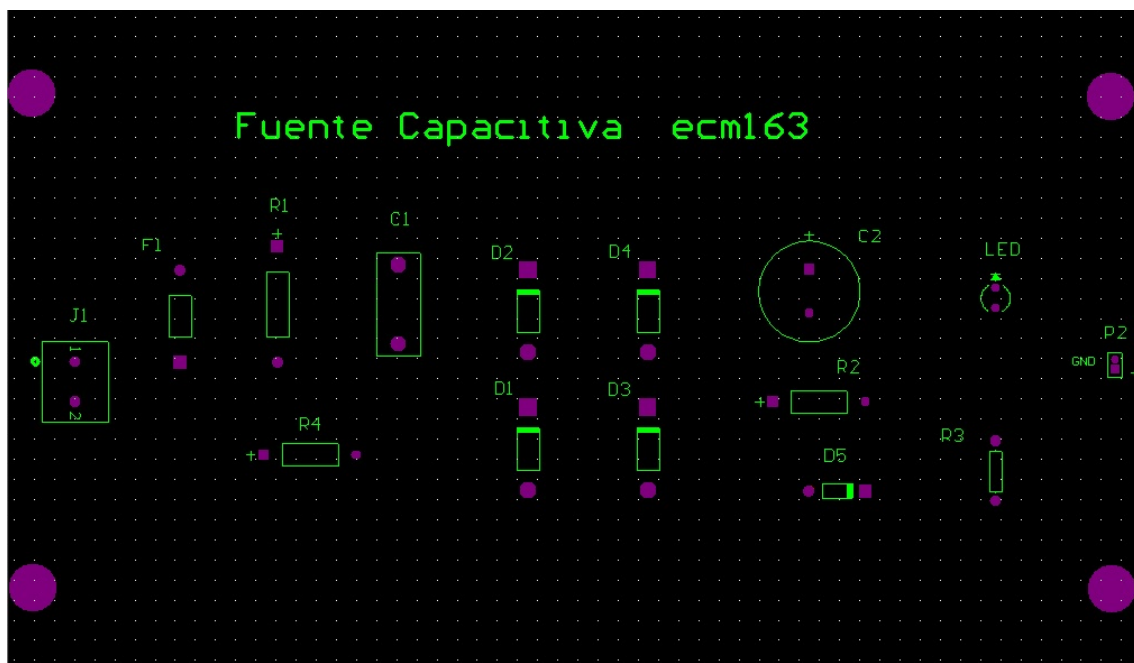 Fuente Capacitiva ecm163
R1
C1
F1
+
D2
D4
+
C2
LED
J1
1
2
P2
GND
-
D1
D3
R2
+
R4
+
R3
D5